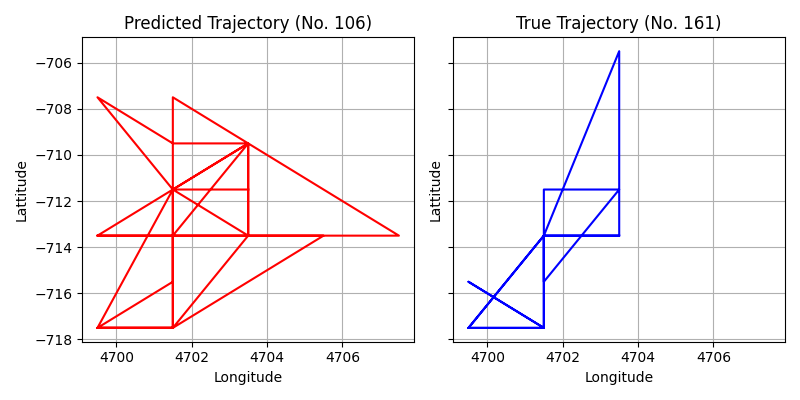 Predicted Trajectory (No. 106)
True Trajectory (No. 161)
Lattitude
−706
−708
−710
−712
−714
−716
−718
4700 4702 4704 4706
Longitude
Lattitude
4700 4702 4704 4706
Longitude